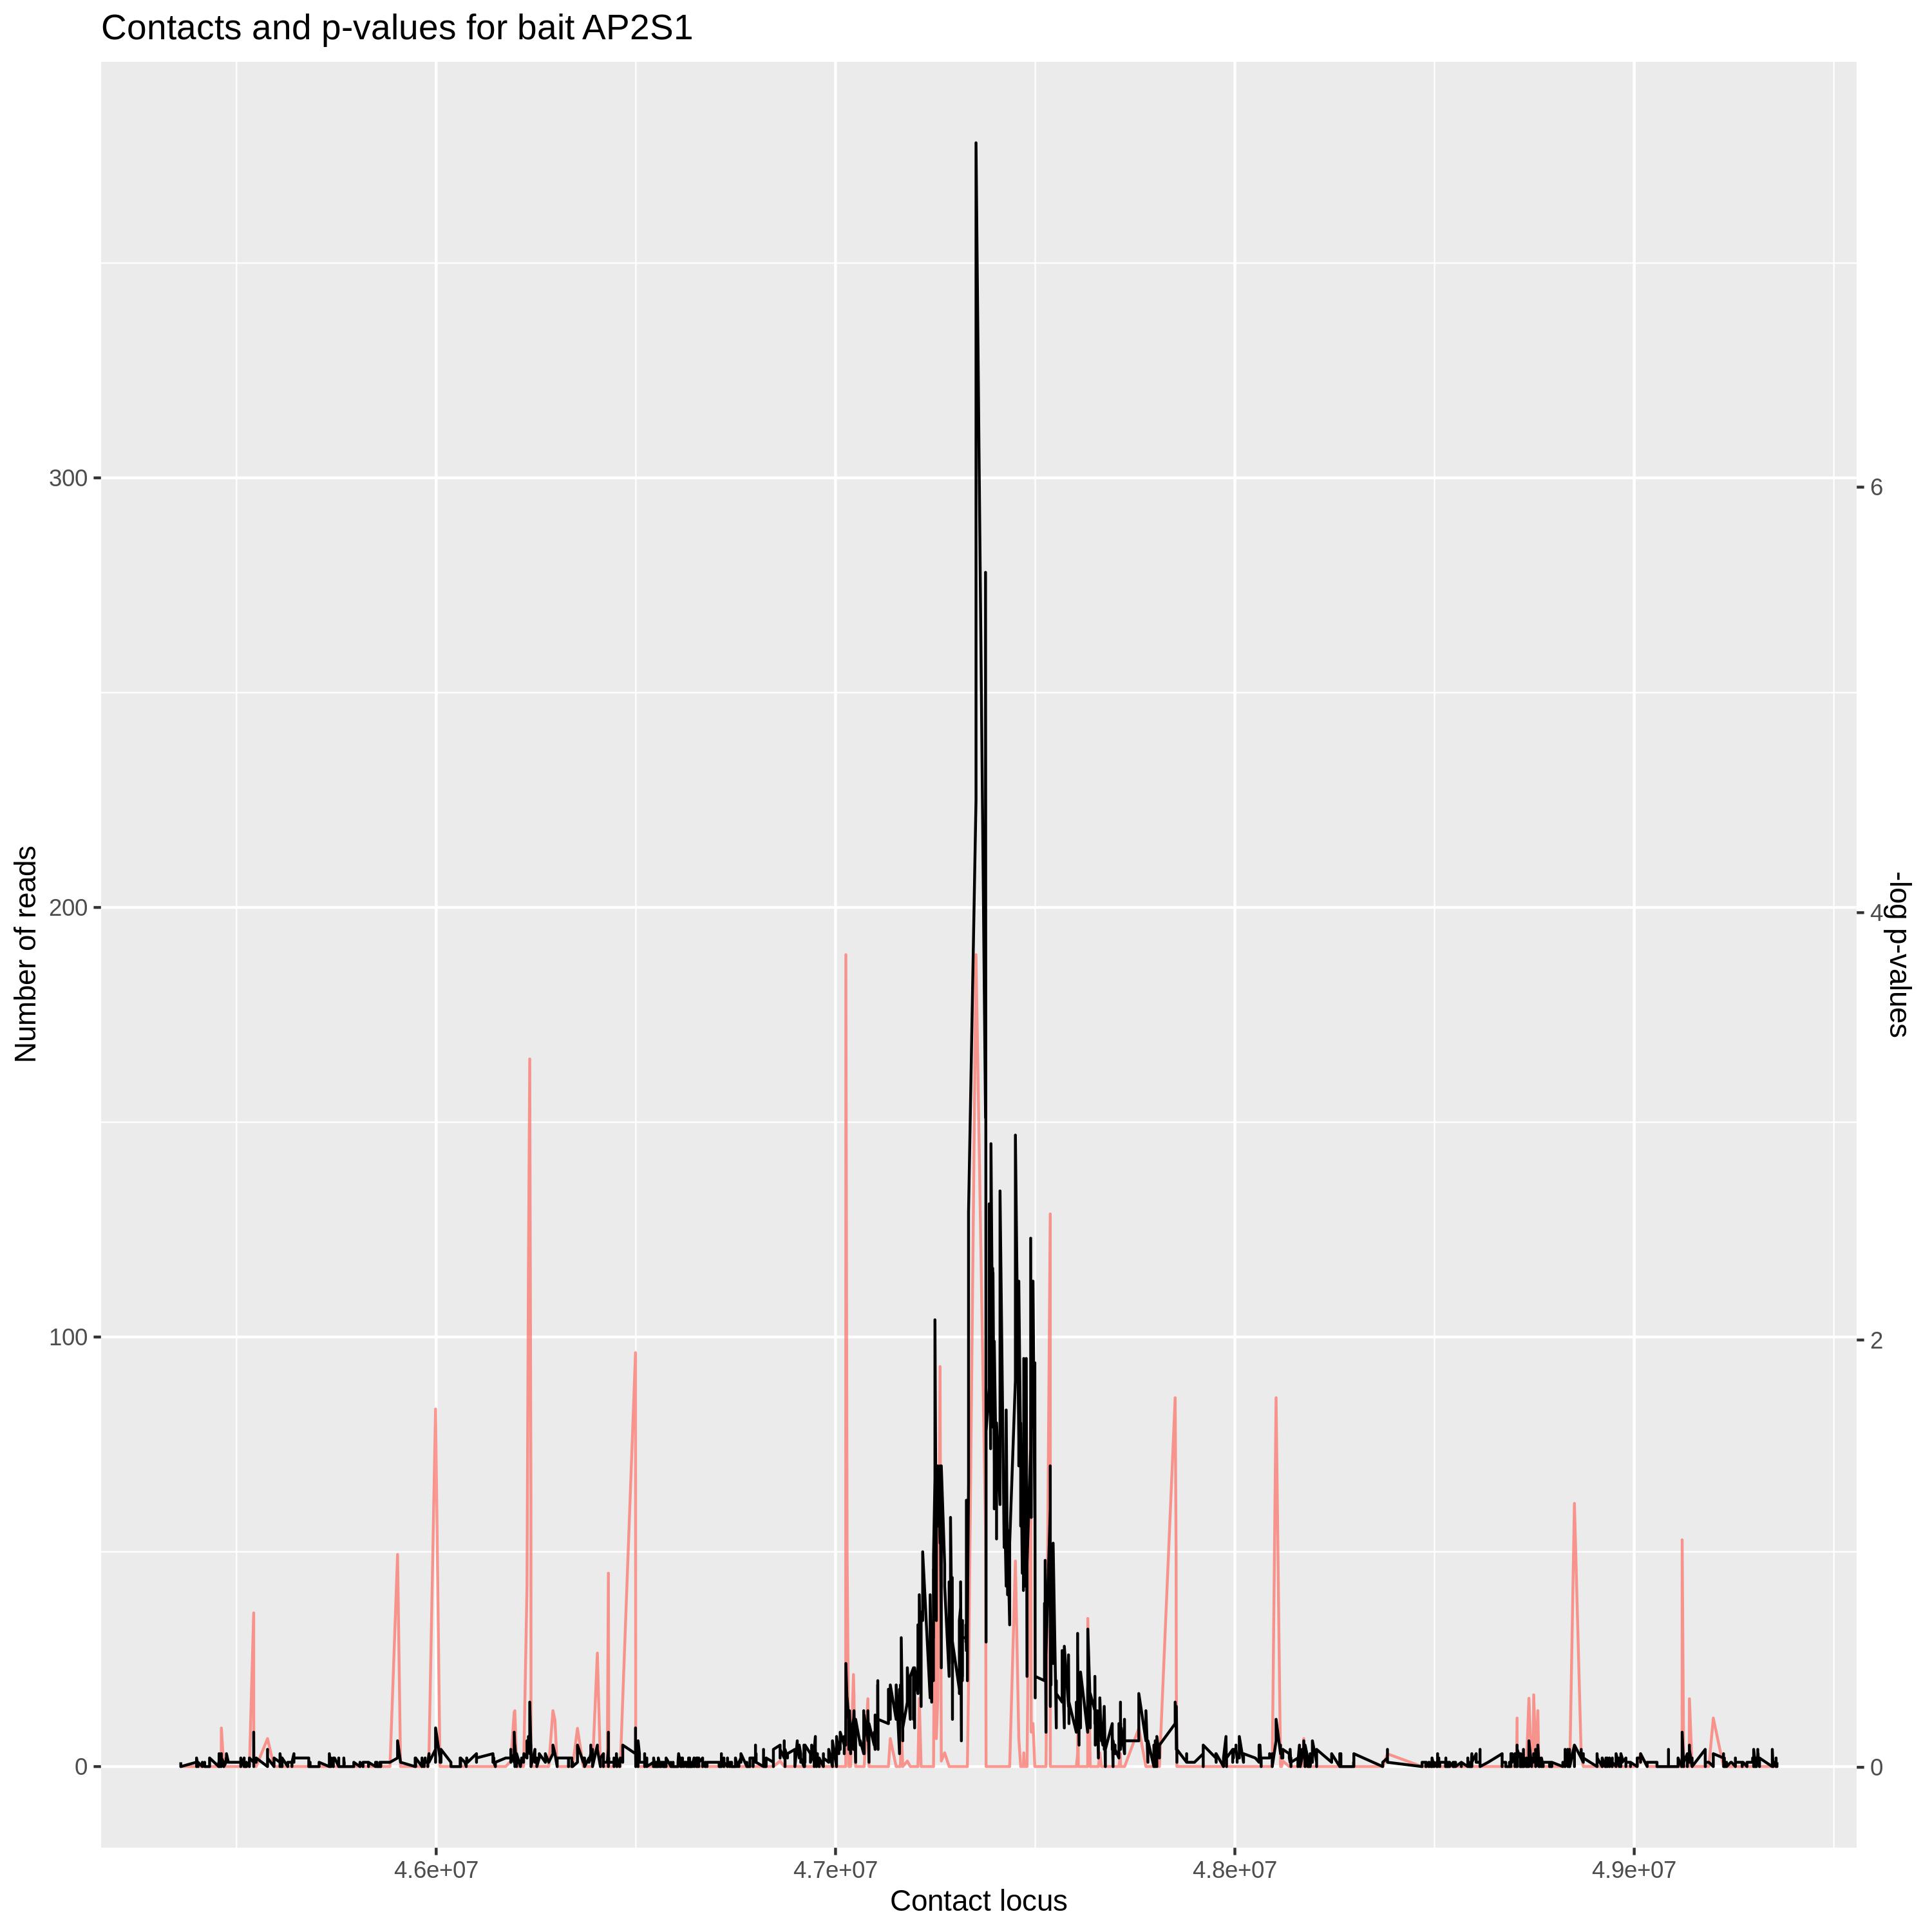 Contacts and p-values for bait AP2S1
300
200
100
0
Number of reads
6
4
2
0
-log p-values
4.6e+07
4.7e+07
4.8e+07
4.9e+07
Contact locus